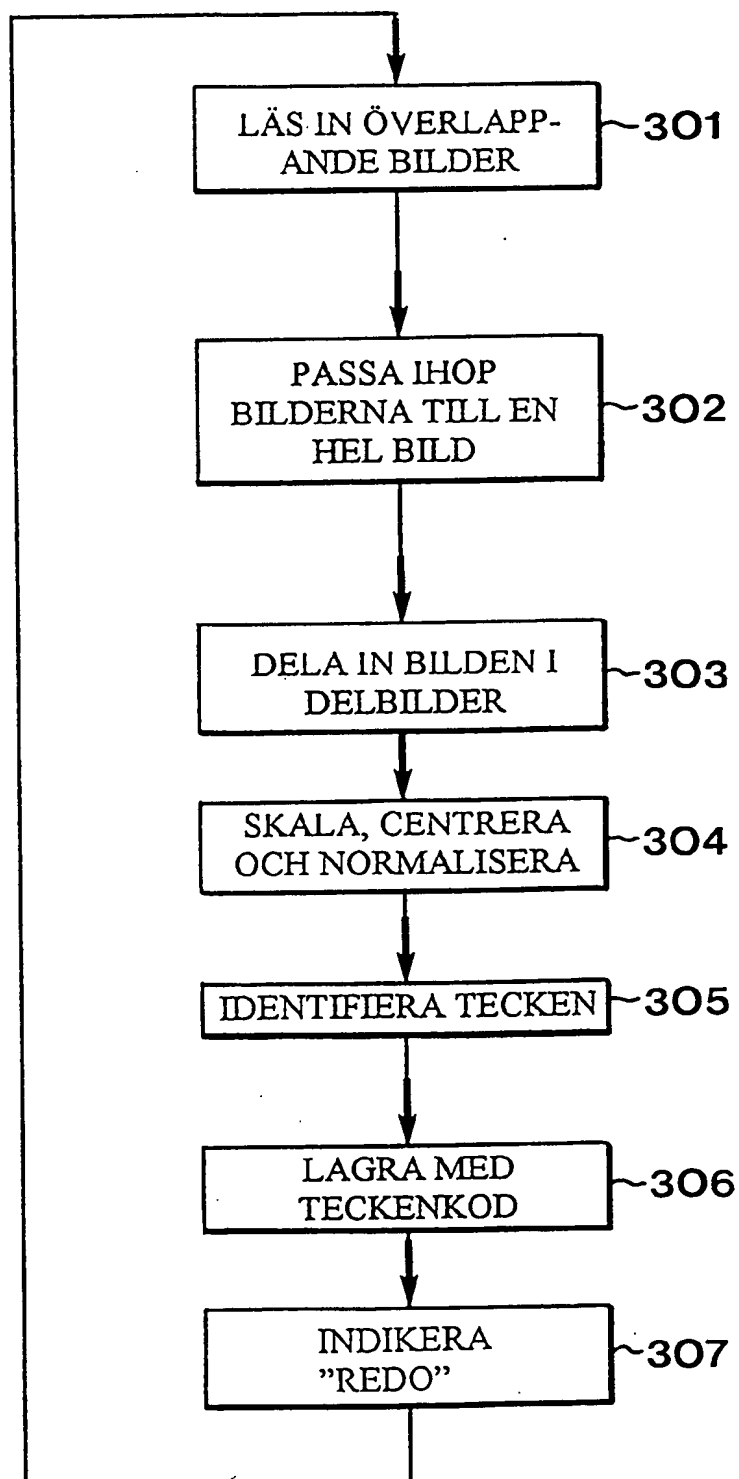 LÄS IN ÖVERLAPP-
ANDE BILDER
301
PASSA IHOP
BILDERNA TILL EN
HEL BILD
302
DELA IN BILDEN I
DELBILDER
303
SKALA, CENTRERA
OCH NORMALISERA
304
IDENTIFIERA TECKEN
305
LAGRA MED
TECKENKOD
306
INDIKERA
”REDO”
307